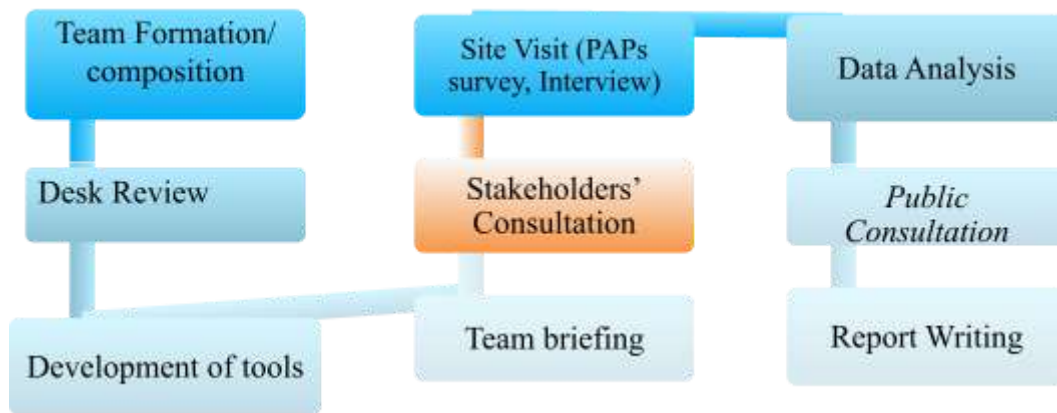 Team Formation/
composition
Desk Review
Development of tools
Site Visit (PAPs
survey, Interview)
Stakeholders’
Consultation
Team briefing
Data Analysis
Public
Consultation
Report Writing